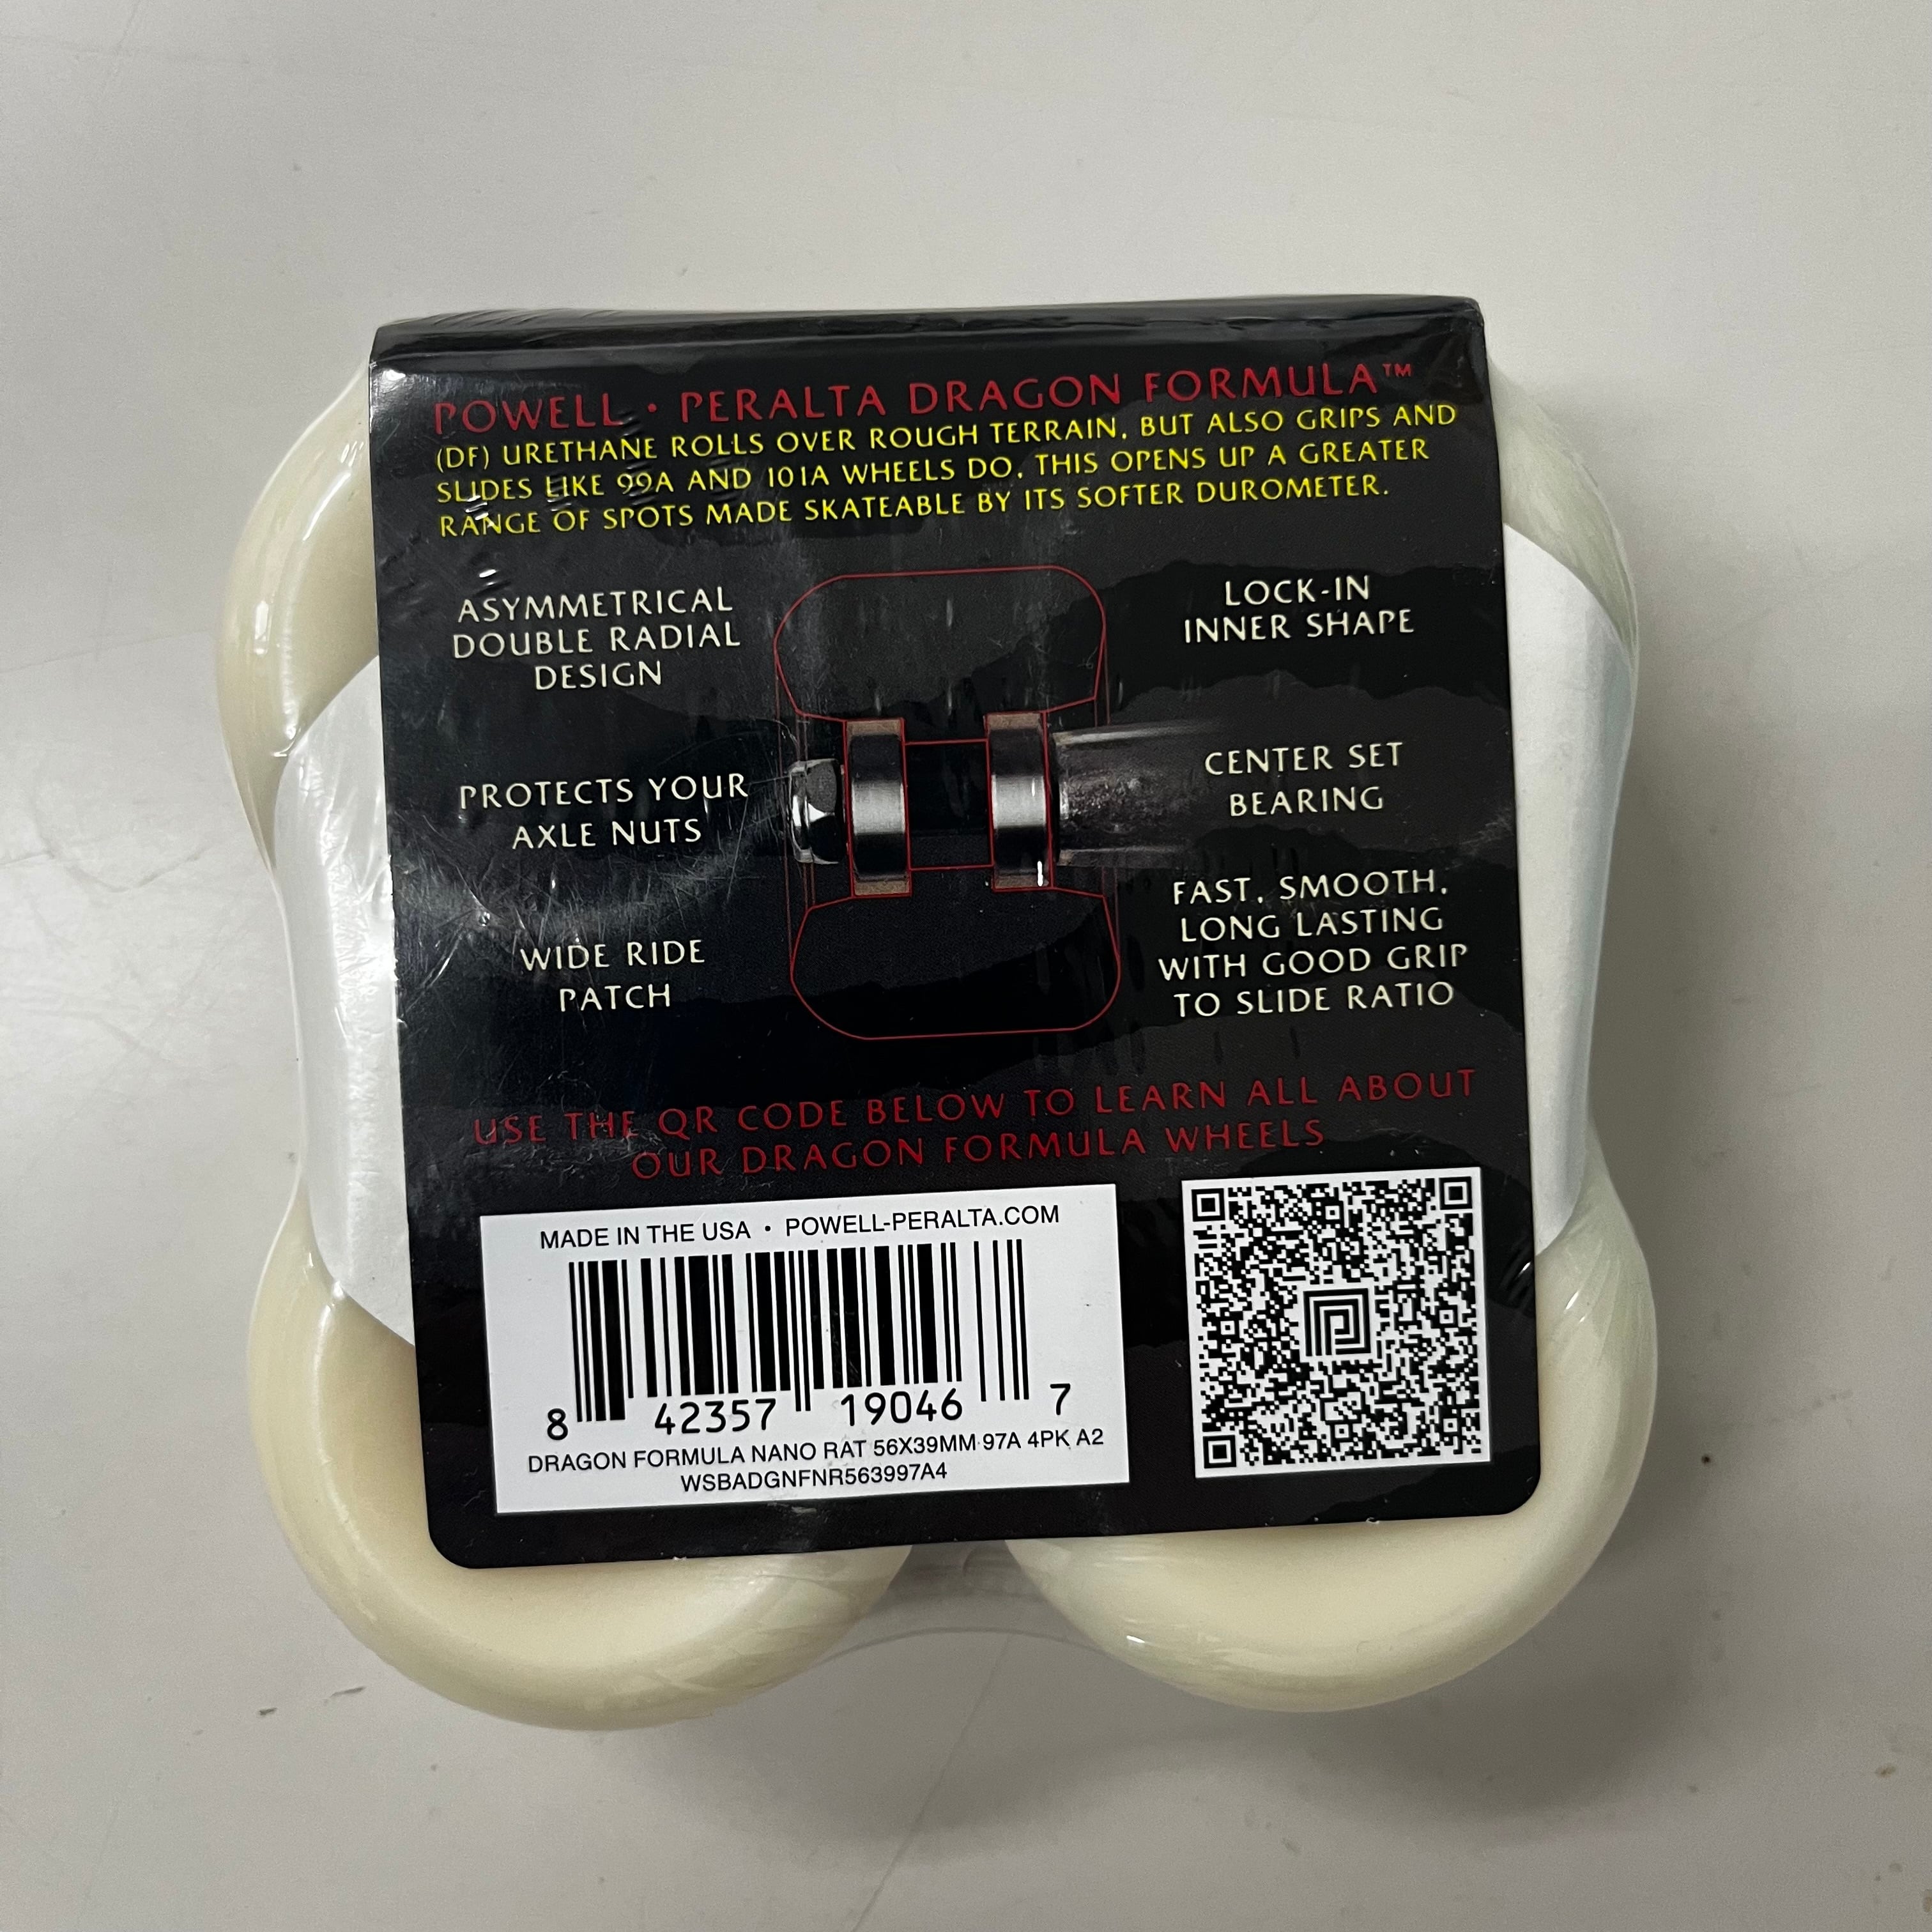 POWELL • PERALTA DRAGON FORMULA™
(DF) URETHANE ROLLS OVER ROUGH TERRAIN, BUT ALSO GRIPS AND
SLIDES LIKE 99A AND 101A WHEELS DO, THIS OPENS UP A GREATER
RANGE OF SPOTS MADE SKATEABLE BY ITS SOFTER DUROMETER.
ASYMMETRICAL
DOUBLE RADIAL
DESIGN
LOCK-IN
INNER SHAPE
PROTECTS YOUR
AXLE NUTS
CENTER SET
BEARING
WIDE RIDE
PATCH
FAST, SMOOTH,
LONG LASTING
WITH GOOD GRIP
TO SLIDE RATIO
USE THE QR CODE BELOW TO LEARN ALL ABOUT
OUR DRAGON FORMULA WHEELS
MADE IN THE USA • POWELL-PERALTA.COM
8 42357 19046 7
DRAGON FORMULA NANO RAT 56X39MM 97A 4PK A2
WSBADGNFNR563997A4